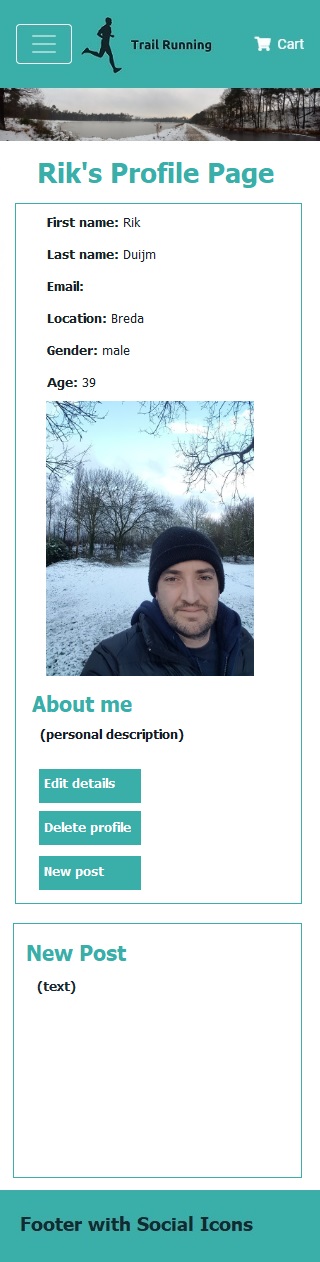 Trail Running
Cart
Rik's Profile Page
First name: Rik
Last name: Duijm
Email:
Location: Breda
Gender: male
Age: 39
About me
(personal description)
Edit details
Delete profile
New post
New Post
(text)
Footer with Social Icons